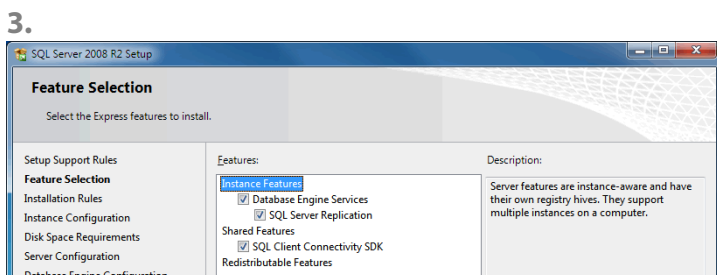 3.
SQL Server 2008 R2 Setup
Feature Selection
Select the Express features to install.
Setup Support Rules
Feature Selection
Installation Rules
Instance Configuration
Disk Space Requirements
Server Configuration
Database Engine Configuration
Features:
Instance Features
Database Engine Services
SQL Server Replication
Shared Features
SQL Client Connectivity SDK
Redistributable Features
Description:
Server features are instance-aware and have
their own registry hives. They support
multiple instances on a computer.